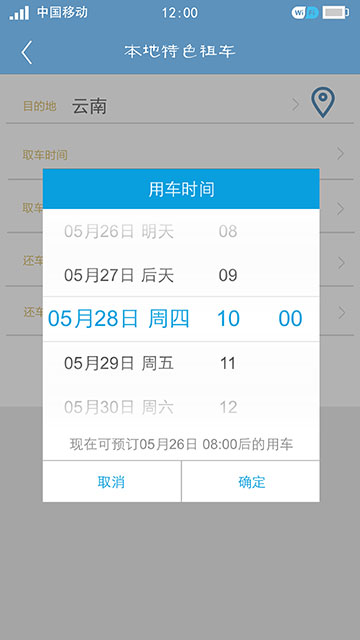 中国移动 12:00 WiFi
本地特色租车
目的地 云南
取车时间
取车
还车
还车
用车时间
05月26日 明天 08
05月27日 后天 09
05月28日 周四 10 00
05月29日 周五 11
05月30日 周六 12
现在可预订05月26日 08:00后的用车
取消 确定